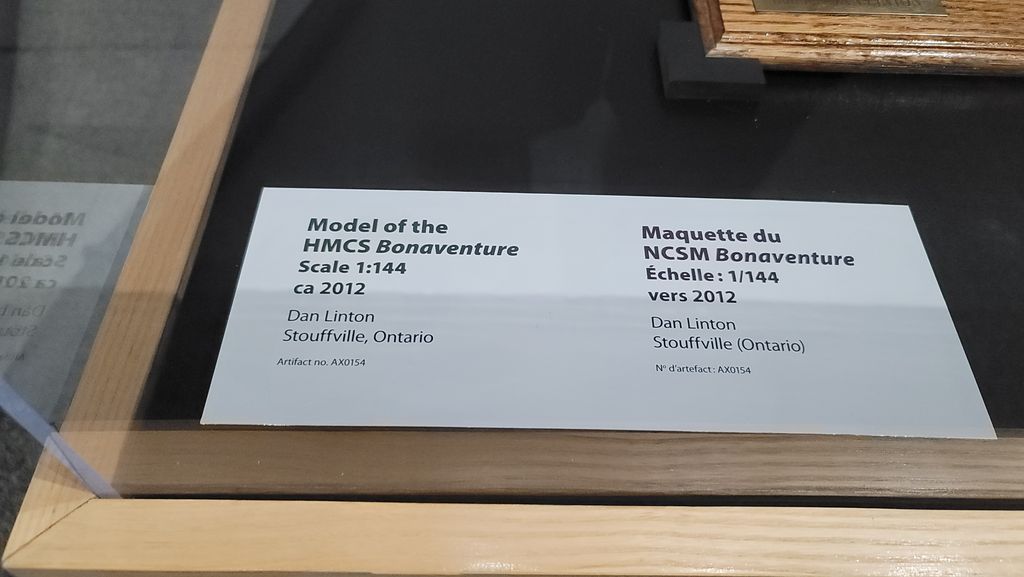 Model of the
HMCS Bonaventure
Scale 1:144
ca 2012
Dan Linton
Stouffville, Ontario
Artifact no. AX0154
Maquette du
NCSM Bonaventure
Échelle : 1/144
vers 2012
Dan Linton
Stouffville (Ontario)
Nº d'artefact : AX0154